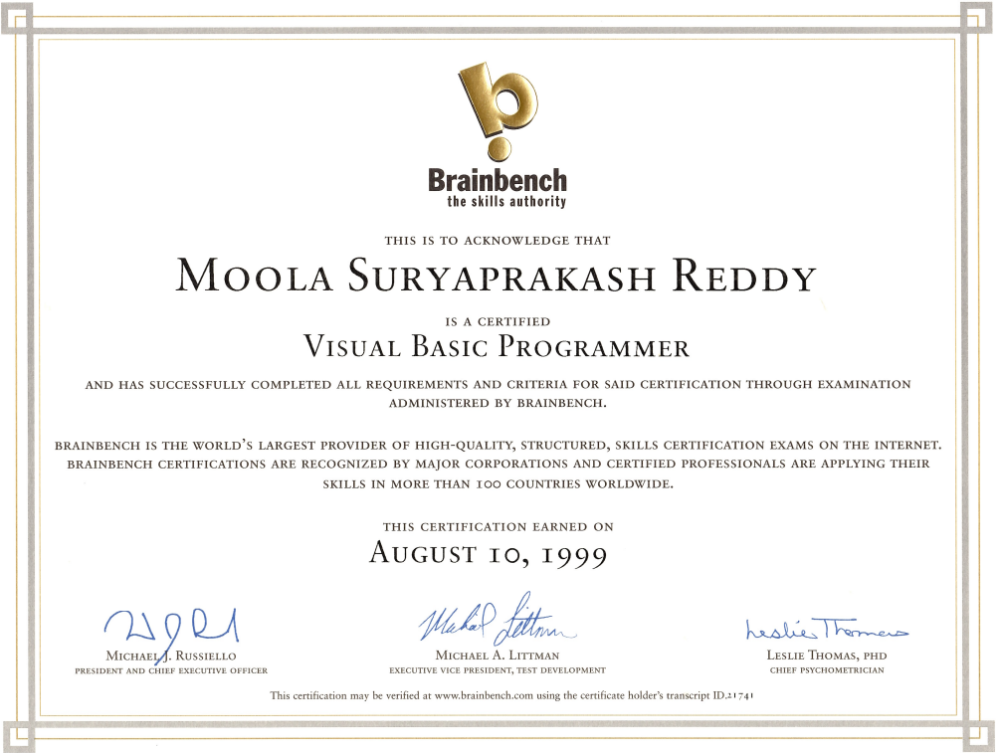 b
Brainbench
the skills authority
THIS IS TO ACKNOWLEDGE THAT
MOOLA SURYAPRAKASH REDDY
IS A CERTIFIED
VISUAL BASIC PROGRAMMER
AND HAS SUCCESSFULLY COMPLETED ALL REQUIREMENTS AND CRITERIA FOR SAID CERTIFICATION THROUGH EXAMINATION
ADMINISTERED BY BRAINBENCH.
BRAINBENCH IS THE WORLD'S LARGEST PROVIDER OF HIGH-QUALITY, STRUCTURED, SKILLS CERTIFICATION EXAMS ON THE INTERNET.
BRAINBENCH CERTIFICATIONS ARE RECOGNIZED BY MAJOR CORPORATIONS AND CERTIFIED PROFESSIONALS ARE APPLYING THEIR
SKILLS IN MORE THAN 100 COUNTRIES WORLDWIDE.
THIS CERTIFICATION EARNED ON
AUGUST 10, 1999
Michael Littman
Leslie Thomas
MICHAEL J. RUSSIELLO
PRESIDENT AND CHIEF EXECUTIVE OFFICER
MICHAEL A. LITTMAN
EXECUTIVE VICE PRESIDENT, TEST DEVELOPMENT
LESLIE THOMAS, PHD
CHIEF PSYCHOMETRICIAN
This certification may be verified at www.brainbench.com using the certificate holder's transcript ID.21741